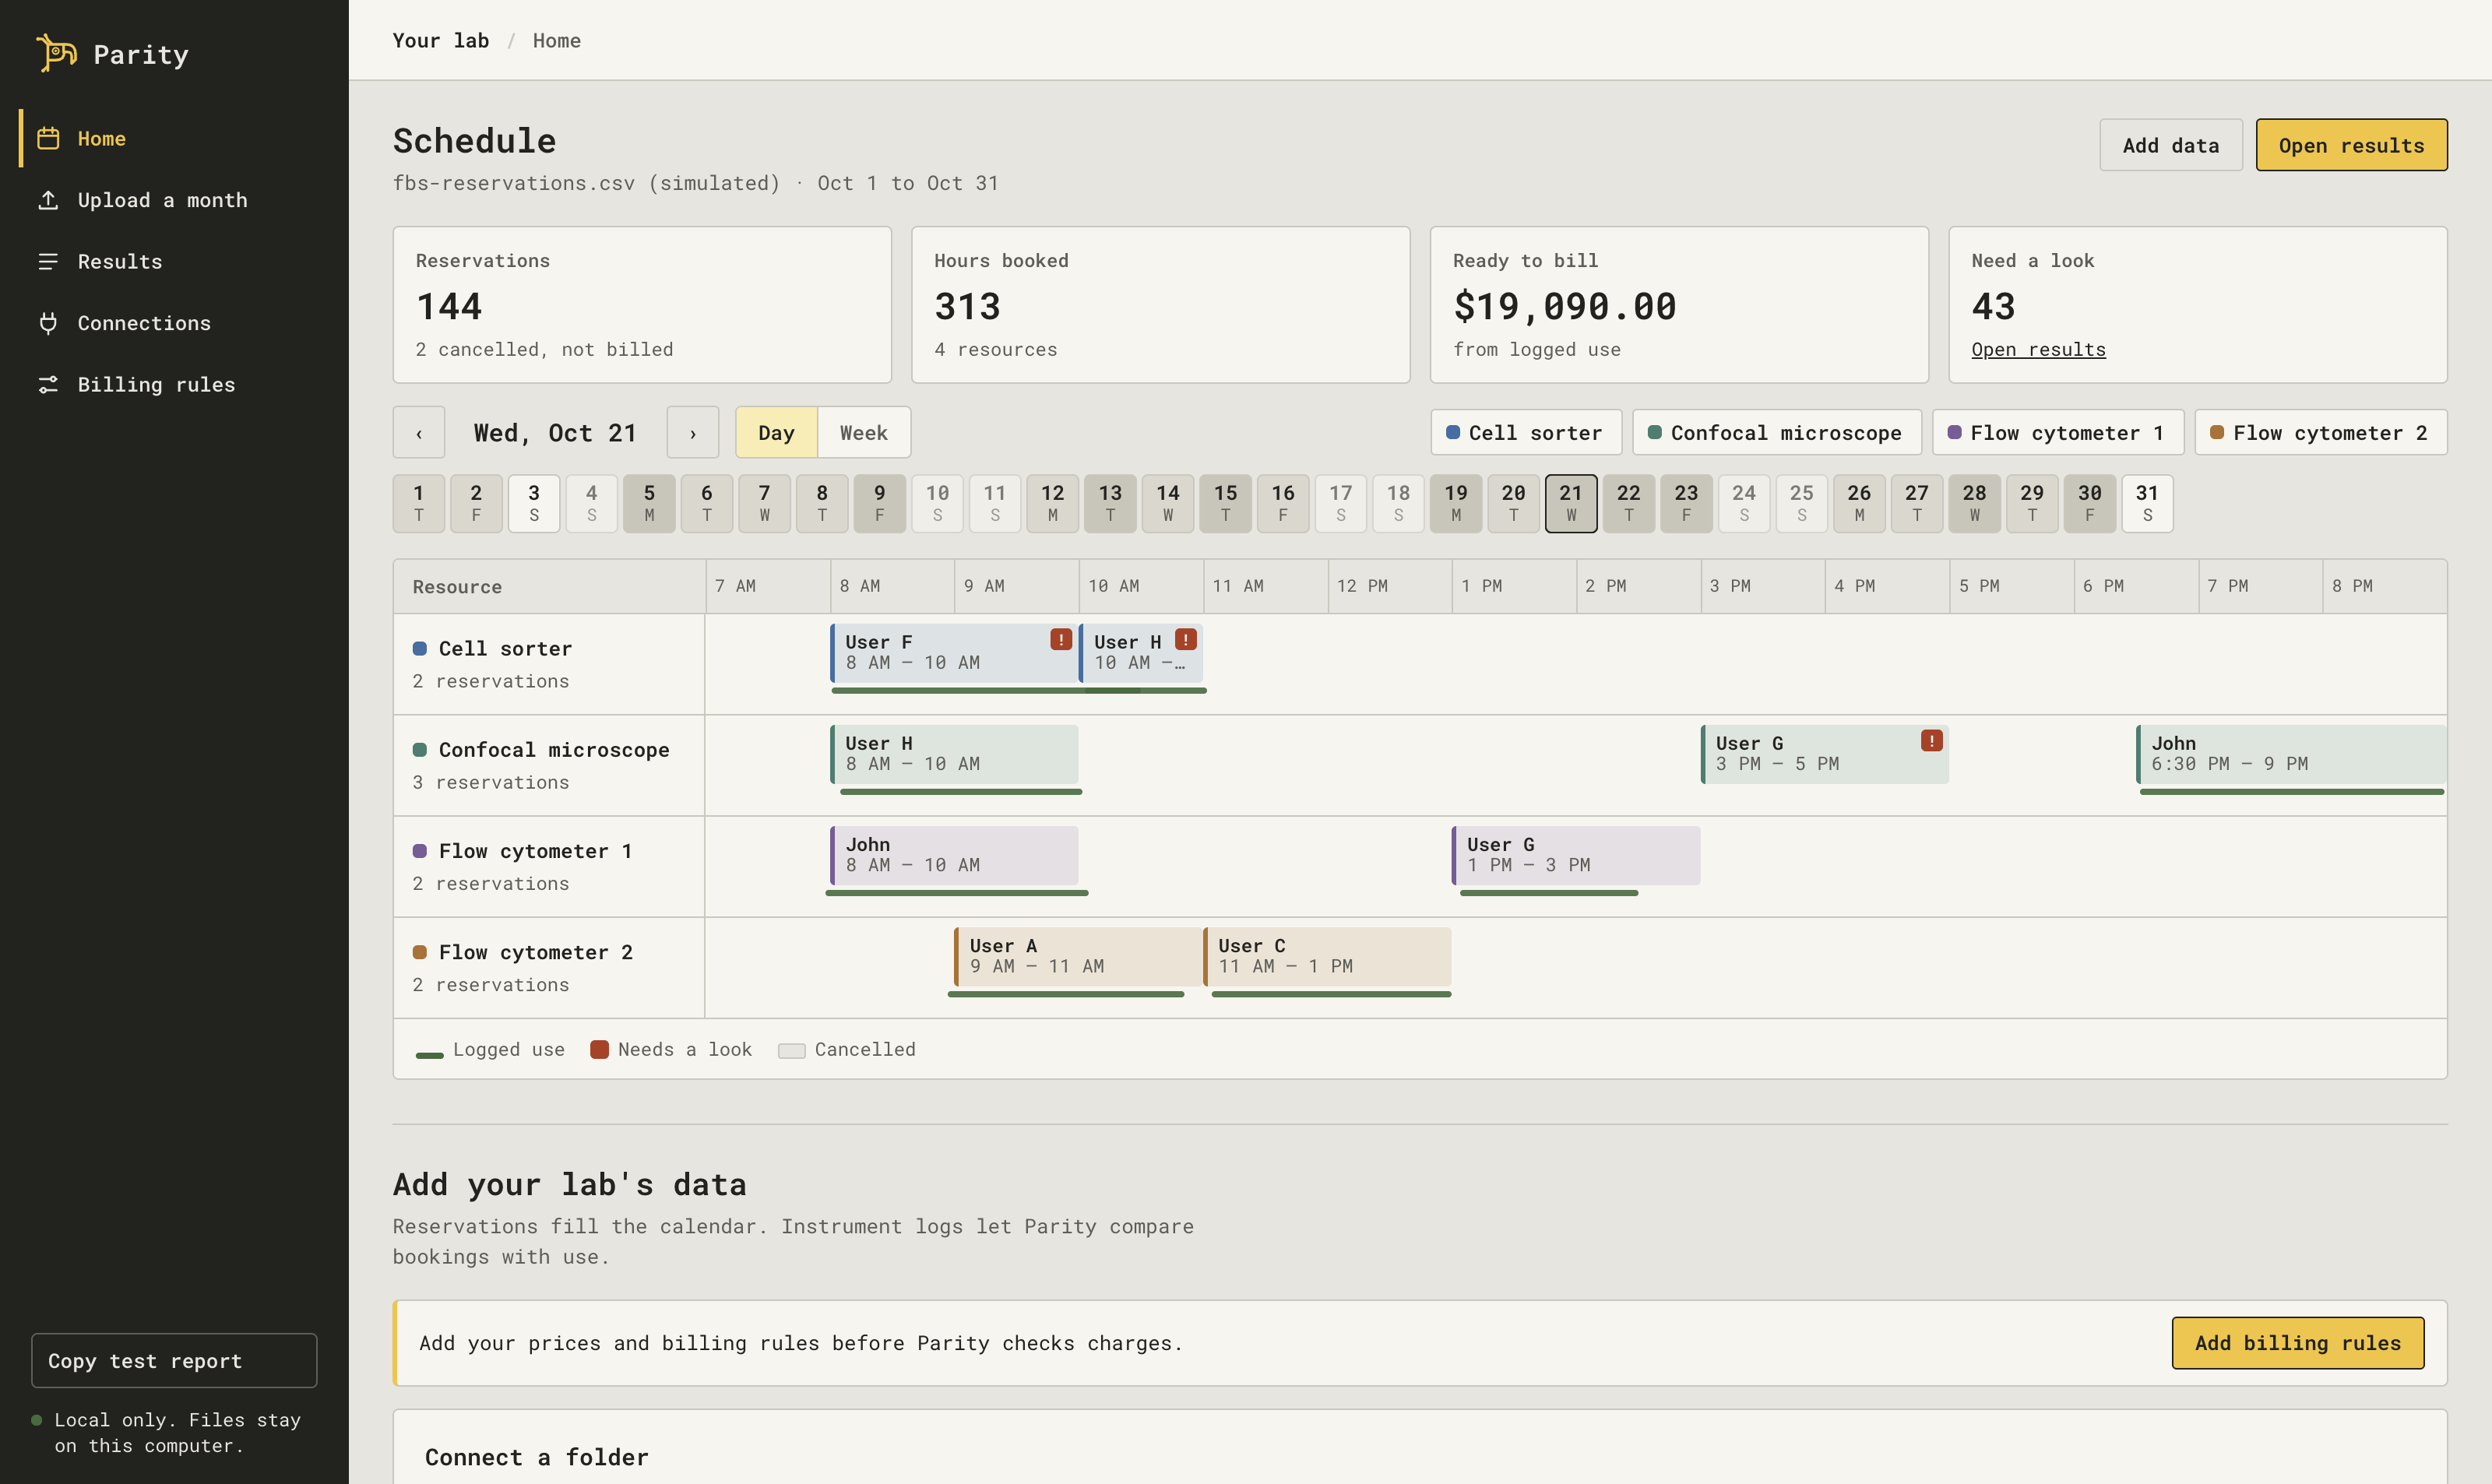 Parity
Home
Upload a month
Results
Connections
Billing rules
Copy test report
Local only. Files stay
on this computer.
Your lab / Home
Schedule
fbs-reservations.csv (simulated) · Oct 1 to Oct 31
Add data
Open results
Reservations
144
2 cancelled, not billed
Hours booked
313
4 resources
Ready to bill
$19,090.00
from logged use
Need a look
43
Open results
‹ Wed, Oct 21 › Day Week
Cell sorter Confocal microscope Flow cytometer 1 Flow cytometer 2
1 2 3 4 5 6 7 8 9 10 11 12 13 14 15 16 17 18 19 20 21 22 23 24 25 26 27 28 29 30 31
T F S S M T W T F S S M T W T F S S M T W T F S S M T W T F S
Resource 7 AM 8 AM 9 AM 10 AM 11 AM 12 PM 1 PM 2 PM 3 PM 4 PM 5 PM 6 PM 7 PM 8 PM
Cell sorter
2 reservations
User F !
8 AM – 10 AM
User H !
10 AM –…
Confocal microscope
3 reservations
User H
8 AM – 10 AM
User G !
3 PM – 5 PM
John
6:30 PM – 9 PM
Flow cytometer 1
2 reservations
John
8 AM – 10 AM
User G
1 PM – 3 PM
Flow cytometer 2
2 reservations
User A
9 AM – 11 AM
User C
11 AM – 1 PM
Logged use Needs a look Cancelled
Add your lab's data
Reservations fill the calendar. Instrument logs let Parity compare
bookings with use.
Add your prices and billing rules before Parity checks charges.
Add billing rules
Connect a folder